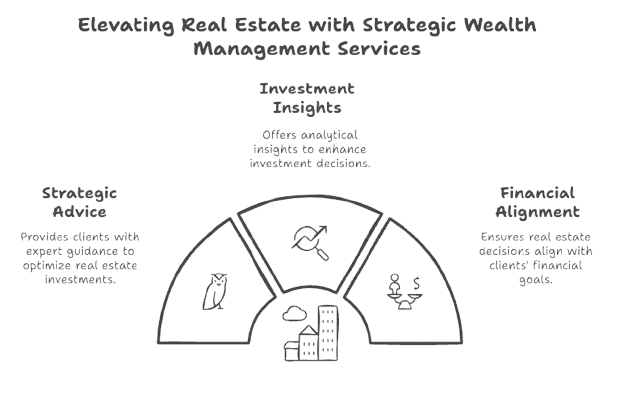 Elevating Real Estate with Strategic Wealth
Management Services
Investment
Insights
Offers analytical
insights to enhance
investment decisions.
Strategic
Advice
Provides clients with
expert guidance to
optimize real estate
investments.
Financial
Alignment
Ensures real estate
decisions align with
clients' financial
goals.
$